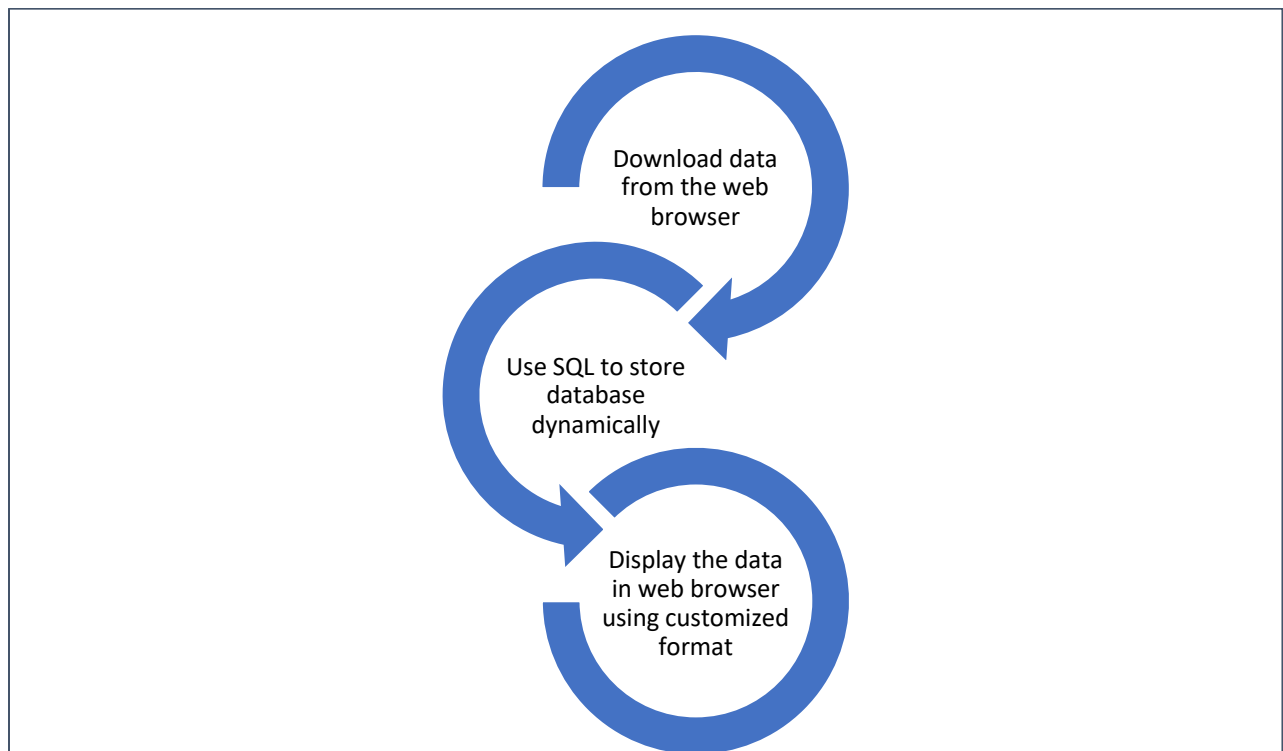 Download data
from the web
browser
Use SQL to store
database
dynamically
Display the data
in web browser
using customized
format